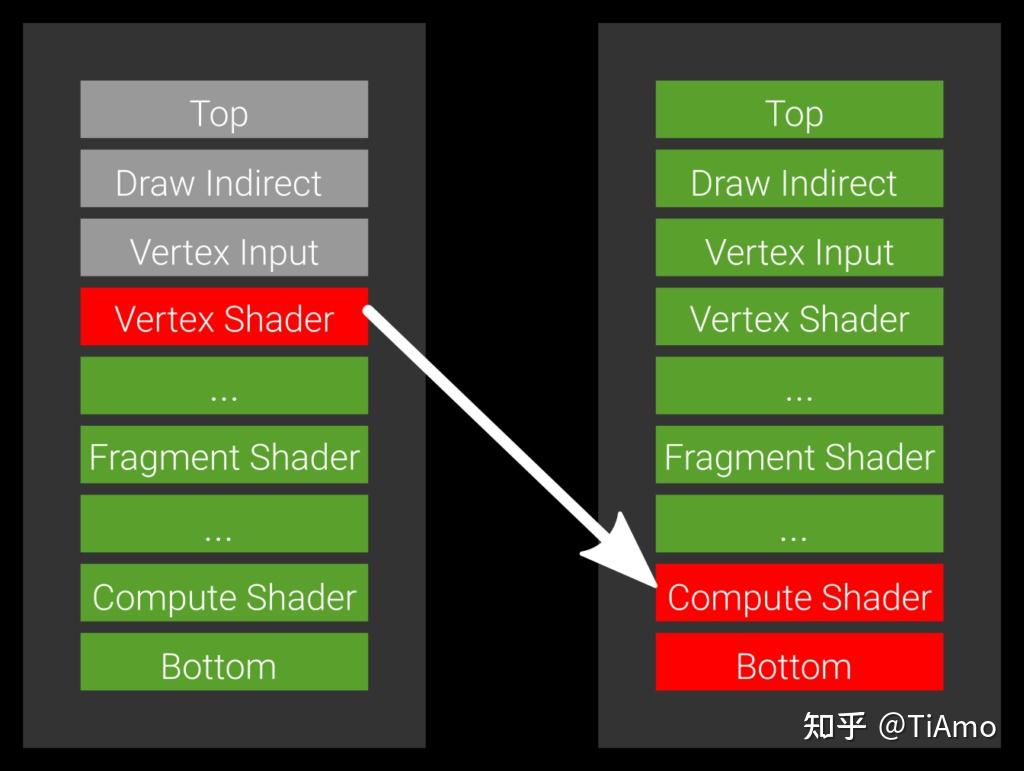 Top
Draw Indirect
Vertex Input
Vertex Shader
...
Fragment Shader
...
Compute Shader
Bottom
Top
Draw Indirect
Vertex Input
Vertex Shader
...
Fragment Shader
...
Compute Shader
Bottom
知乎 @TiAmo